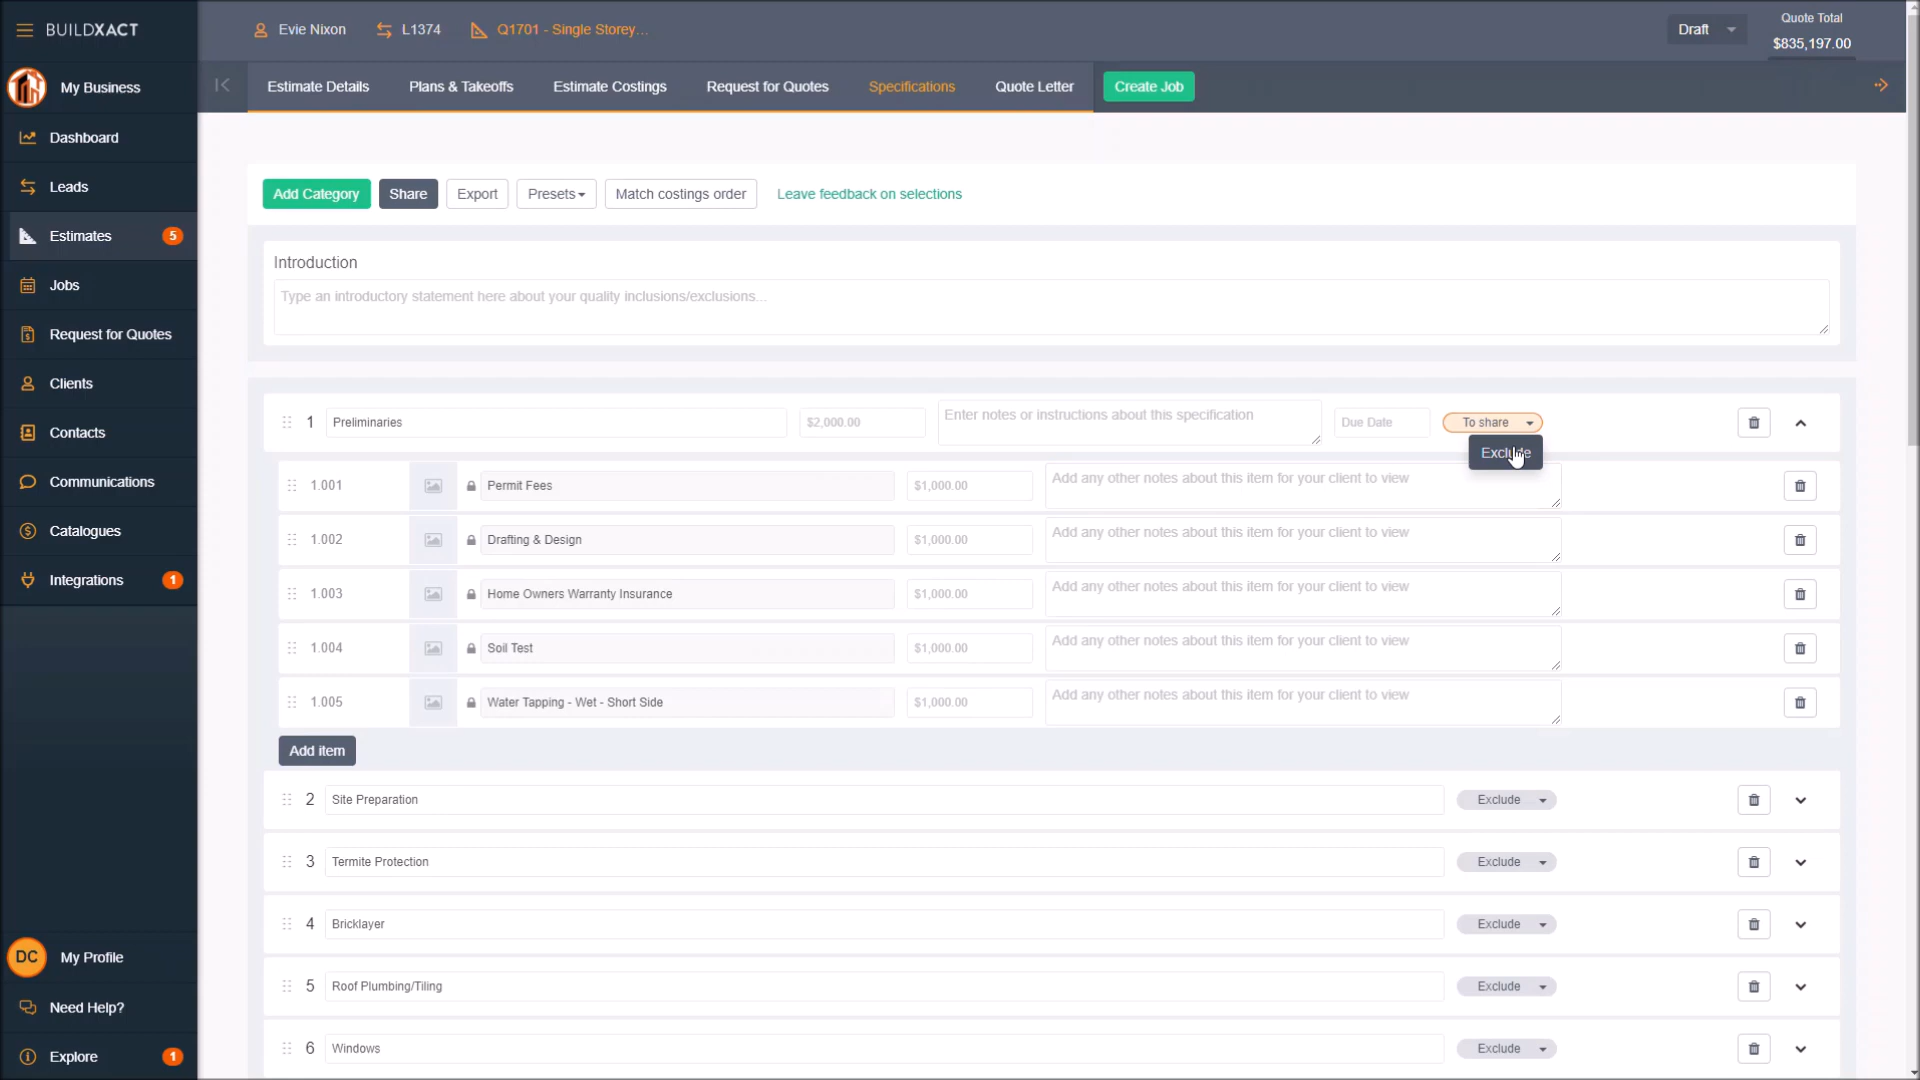 BUILDXACT
Evie Nixon
L1374
Q1701 - Single Storey...
Draft
Quote Total
$835,197.00
My Business
Estimate Details
Plans & Takeoffs
Estimate Costings
Request for Quotes
Specifications
Quote Letter
Create Job
Dashboard
Leads
Estimates
5
Jobs
Request for Quotes
Clients
Contacts
Communications
Catalogues
Integrations
1
DC
My Profile
Need Help?
Explore
1
Add Category
Share
Export
Presets
Match costings order
Leave feedback on selections
Introduction
Type an introductory statement here about your quality inclusions/exclusions...
1
Preliminaries
$2,000.00
Enter notes or instructions about this specification
Due Date
To share
Exclude
1.001
Permit Fees
$1,000.00
Add any other notes about this item for your client to view
1.002
Drafting & Design
$1,000.00
Add any other notes about this item for your client to view
1.003
Home Owners Warranty Insurance
$1,000.00
Add any other notes about this item for your client to view
1.004
Soil Test
$1,000.00
Add any other notes about this item for your client to view
1.005
Water Tapping - Wet - Short Side
$1,000.00
Add any other notes about this item for your client to view
Add item
2
Site Preparation
Exclude
3
Termite Protection
Exclude
4
Bricklayer
Exclude
5
Roof Plumbing/Tiling
Exclude
6
Windows
Exclude